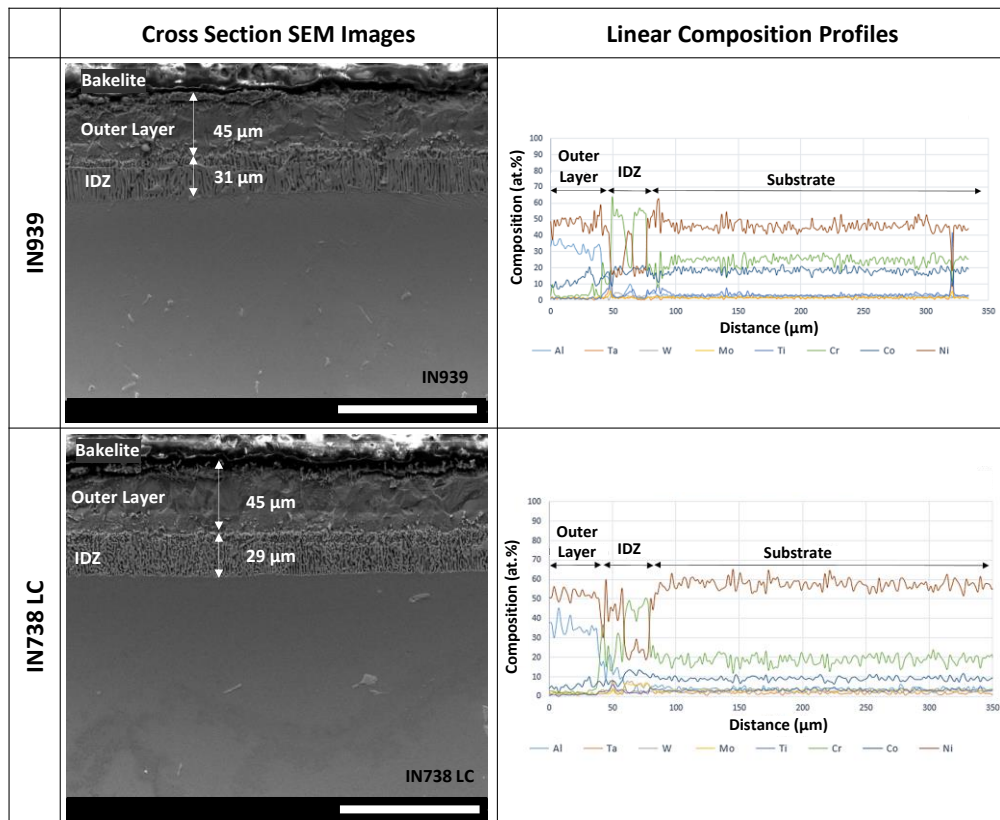 Cross Section SEM Images
Linear Composition Profiles
IN939
Bakelite
Outer Layer
45 µm
IDZ
31 µm
IN939
Composition (at.%)
100
90
80
70
60
50
40
30
20
10
0
Outer
Layer
IDZ
Substrate
0 50 100 150 200 250 300 350
Distance (µm)
Al Ta W Mo Ti Cr Co Ni
IN738 LC
Bakelite
Outer Layer
45 µm
IDZ
29 µm
IN738 LC
Composition (at.%)
100
90
80
70
60
50
40
30
20
10
0
Outer
Layer
IDZ
Substrate
0 50 100 150 200 250 300 350
Distance (µm)
Al Ta W Mo Ti Cr Co Ni